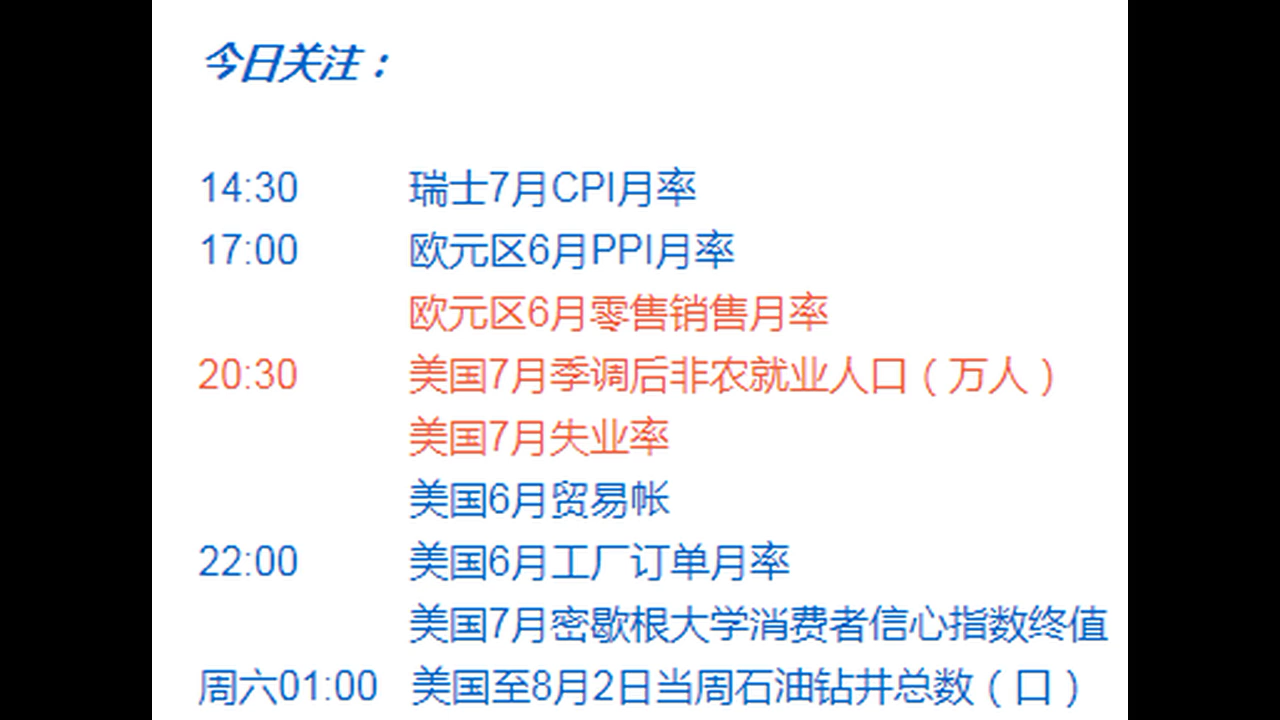 今日关注：
14:30 瑞士7月CPI月率
17:00 欧元区6月PPI月率
欧元区6月零售销售月率
20:30 美国7月季调后非农就业人口（万人）
美国7月失业率
美国6月贸易帐
22:00 美国6月工厂订单月率
美国7月密歇根大学消费者信心指数终值
周六01:00 美国至8月2日当周石油钻井总数（口）